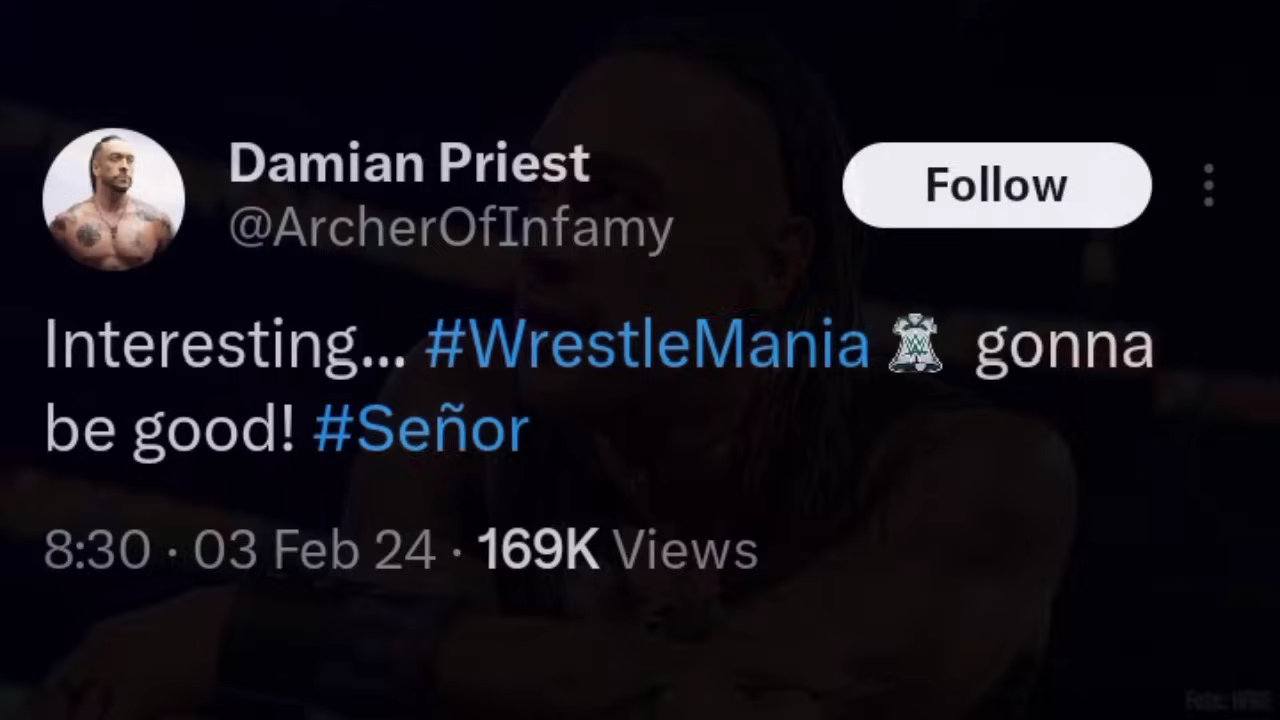 Damian Priest
@ArcherOfInfamy
Follow
Interesting... #WrestleMania gonna
be good! #Señor
8:30 · 03 Feb 24 · 169K Views